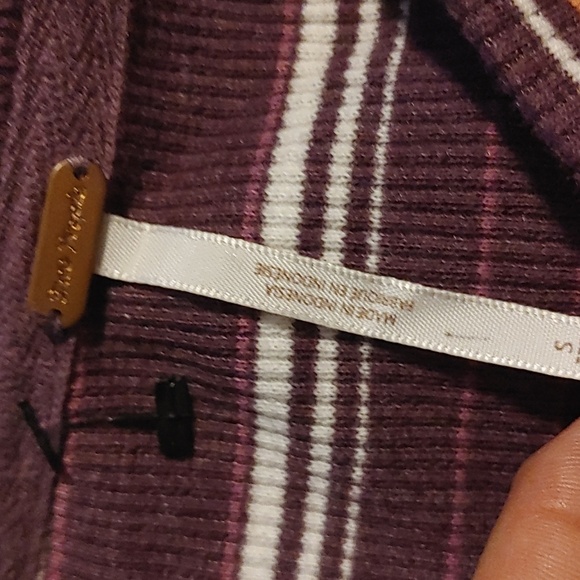 Free People
MADE IN INDONESIA
FABRIQUÉ EN INDONÉSIE
S